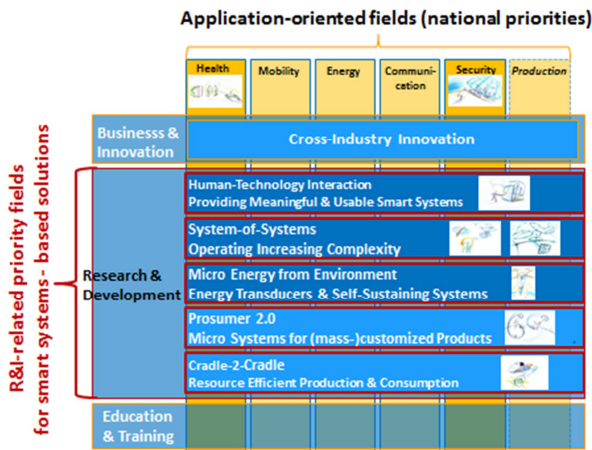 Application-oriented fields (national priorities)
Health
Mobility
Energy
Communi-
cation
Security
Production
Businesss &
Innovation
Cross-Industry Innovation
R&I-related priority fields
for smart systems - based solutions
Research &
Development
Human-Technology Interaction
Providing Meaningful & Usable Smart Systems
System-of-Systems
Operating Increasing Complexity
Micro Energy from Environment
Energy Transducers & Self-Sustaining Systems
Prosumer 2.0
Micro Systems for (mass-)customized Products
Cradle-2-Cradle
Resource Efficient Production & Consumption
Education
& Training